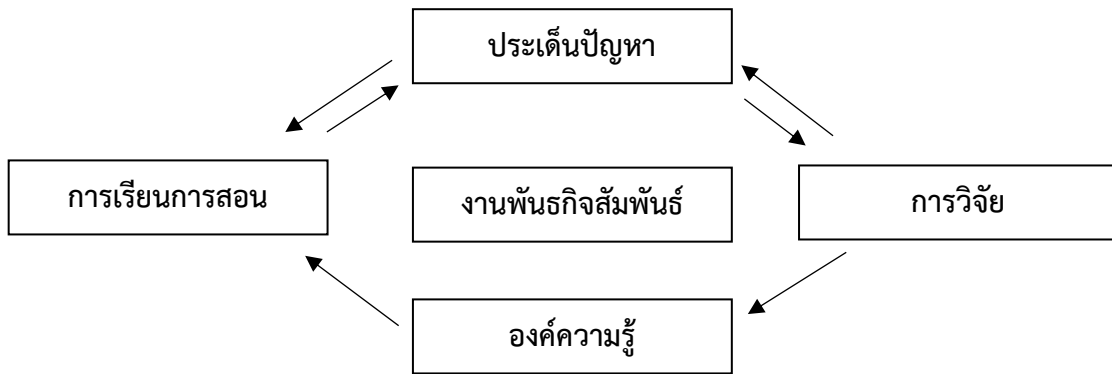 ประเด็นปัญหา
การเรียนการสอน
งานพันธกิจสัมพันธ์
การวิจัย
องค์ความรู้